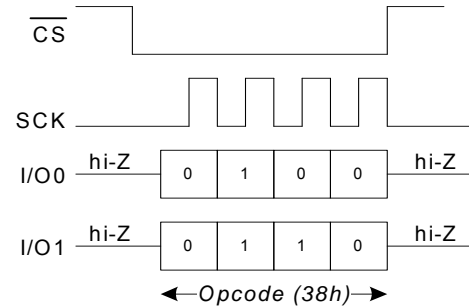 CS
SCK
hi-Z 0 1 0 0 hi-Z
I/O0
hi-Z 0 1 1 0 hi-Z
I/O1
Opcode (38h)